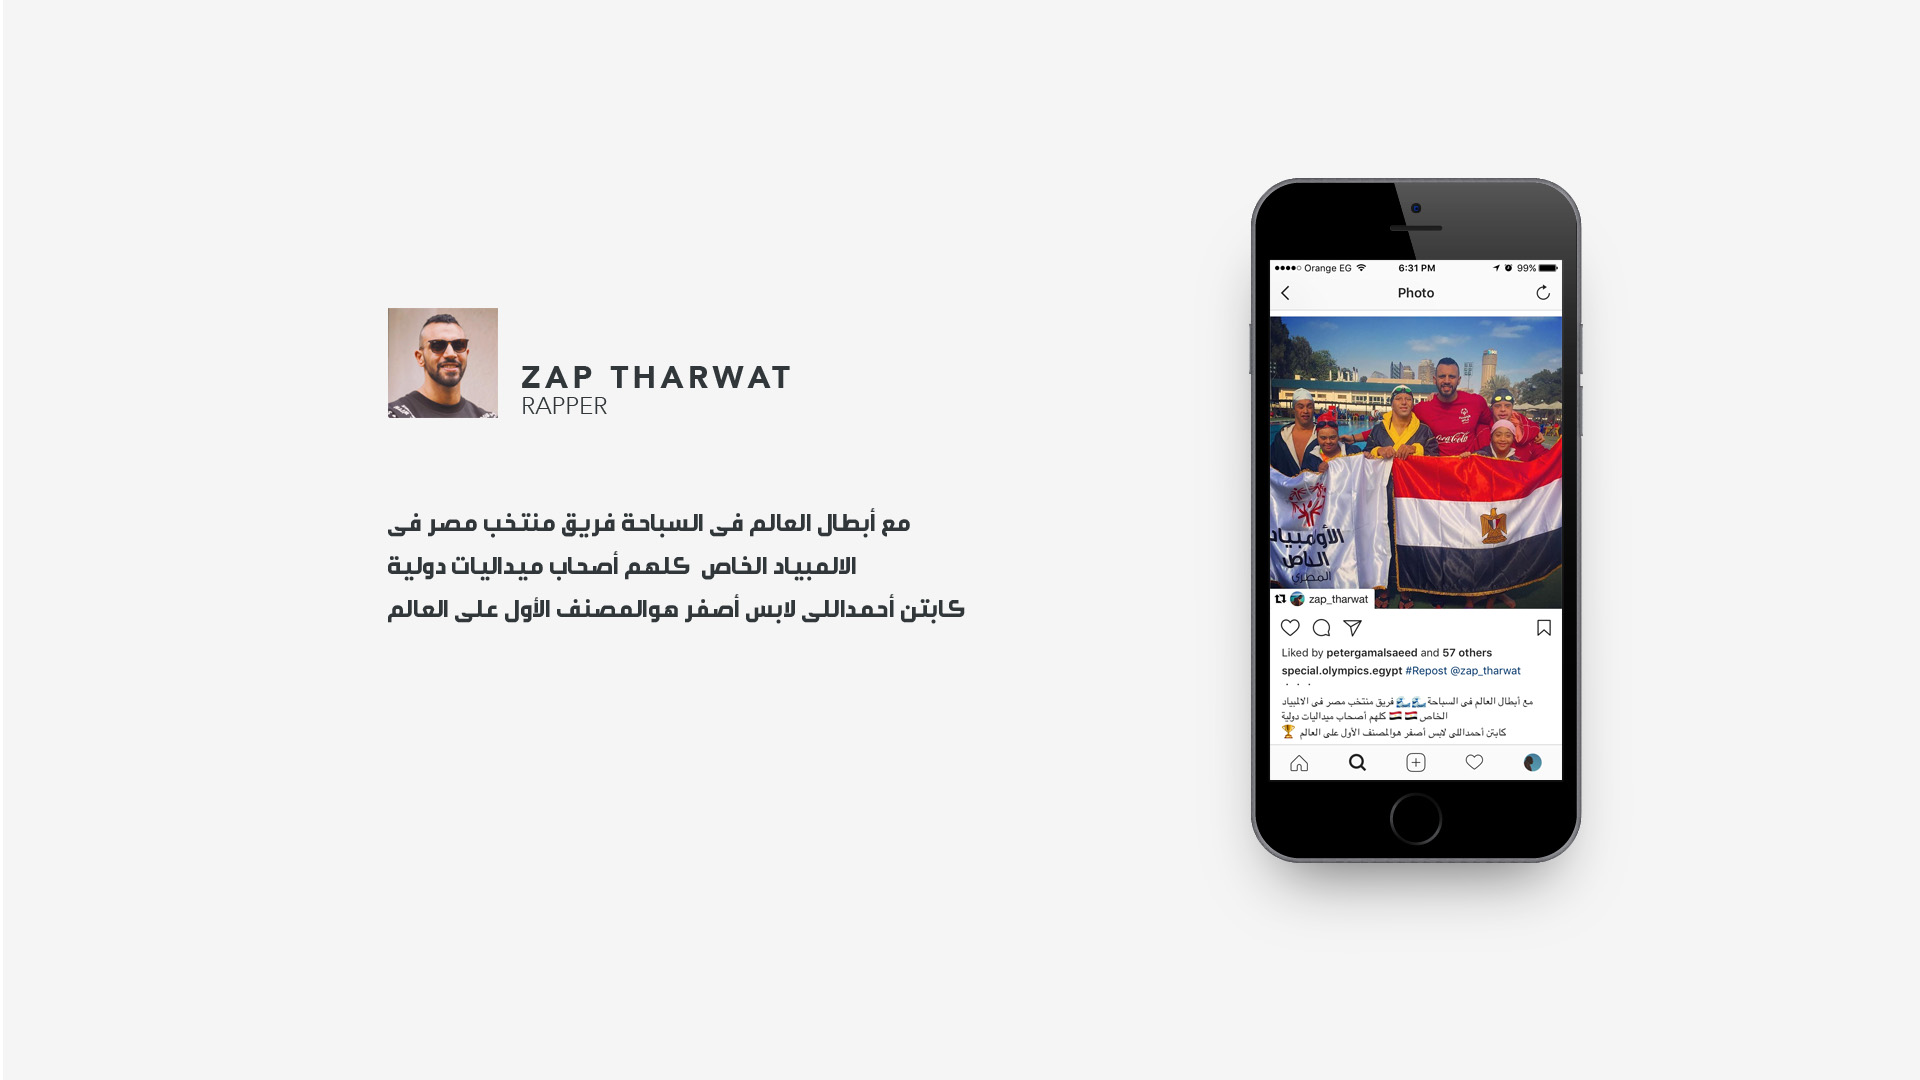 ZAP THARWAT
RAPPER
مع أبطال العالم فى السباحة فريق منتخب مصر فى
الالمبياد الخاص كلهم أصحاب ميداليات دولية
كابتن أحمداللى لابس أصفر هوالمصنف الأول على العالم
Orange EG 6:31 PM 99%
Photo
Coca-Cola
الأولمبياد
الخاص
المصري
zap_tharwat
Liked by petergamalsaeed and 57 others
special.olympics.egypt #Repost @zap_tharwat
. . .
مع أبطال العالم فى السباحة 🌊🌊 فريق منتخب مصر فى الالمبياد
الخاص 🇪🇬🇪🇬 كلهم أصحاب ميداليات دولية
كابتن أحمداللى لابس أصفر هوالمصنف الأول على العالم 🏆